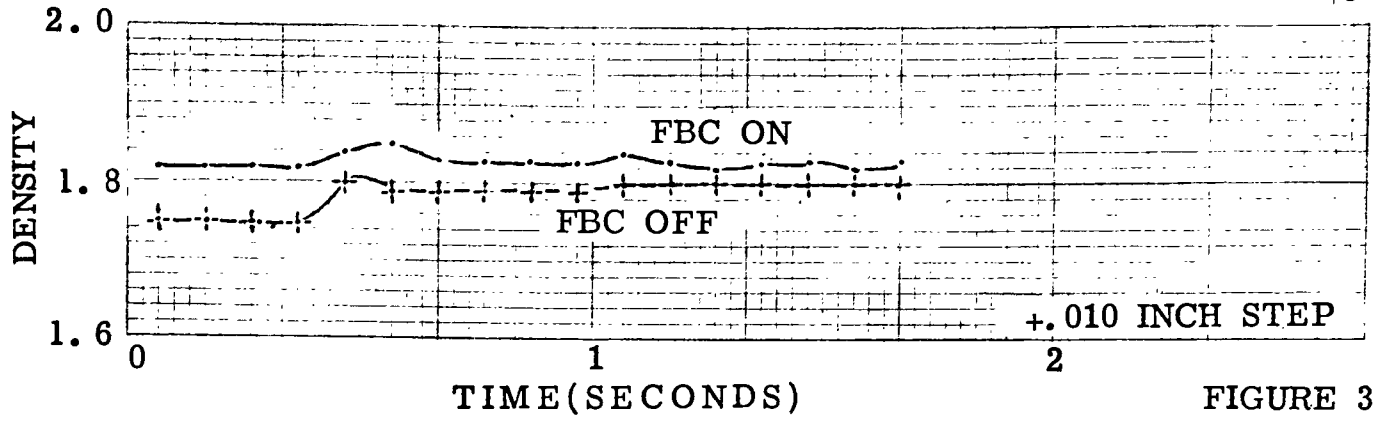 2.0
DENSITY
FBC ON
1.8
FBC OFF
+.010 INCH STEP
1.6
0 1 2
TIME(SECONDS)
FIGURE 3